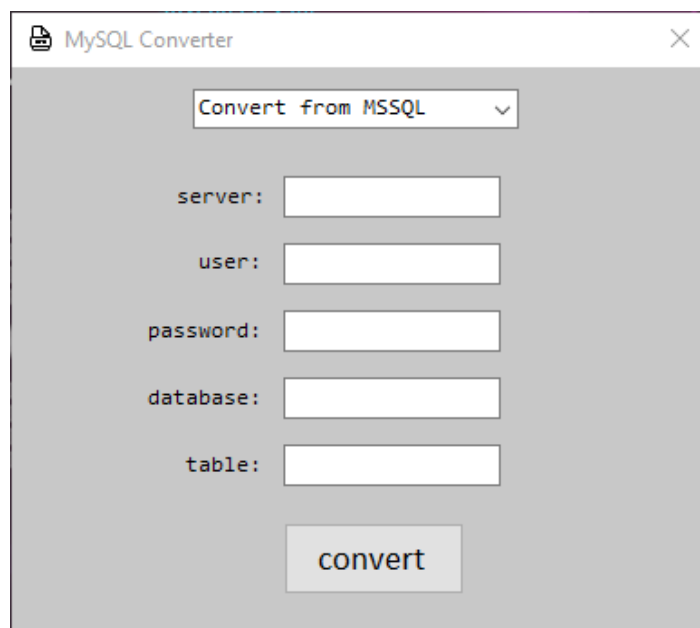 MySQL Converter
Convert from MSSQL
server:
user:
password:
database:
table:
convert